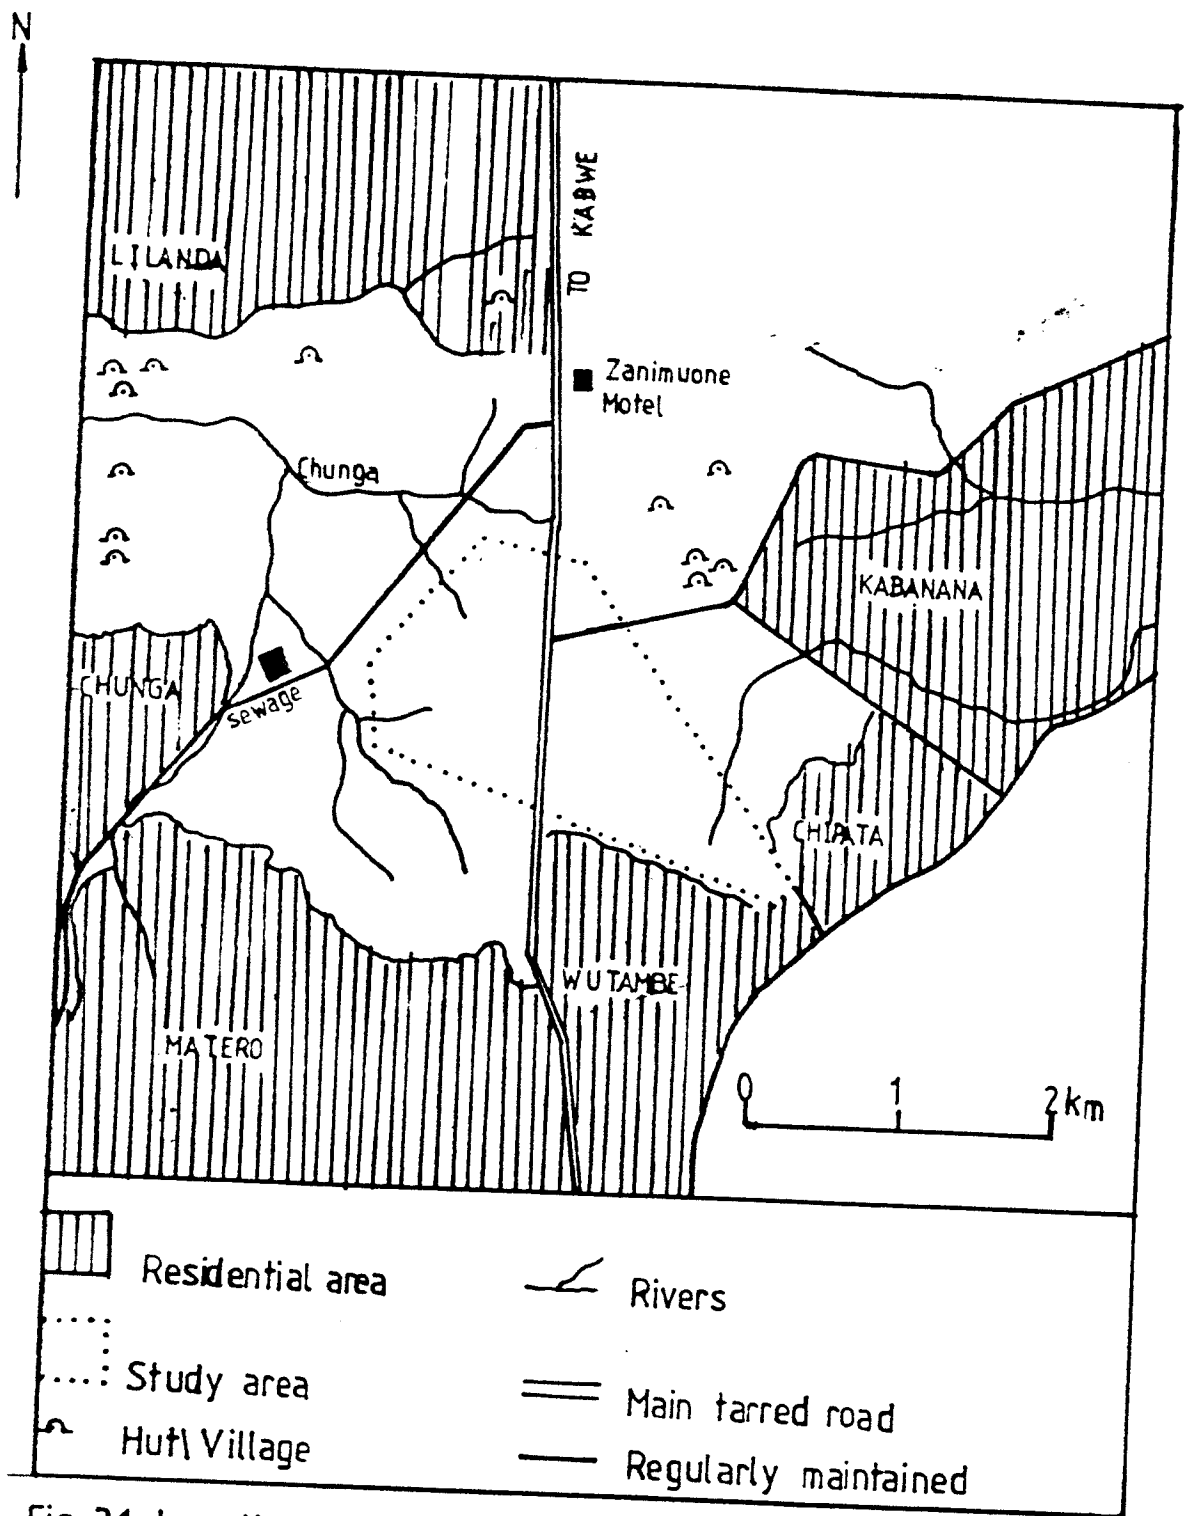 N
TO KABWE
LILANDA
Zanimuone
Motel
Chunga
KABANANA
CHUNGA
sewage
CHIPATA
WUTAMBE
MATERO
0 1 2km
Residential area
Rivers
Study area
Main tarred road
Hut\ Village
Regularly maintained